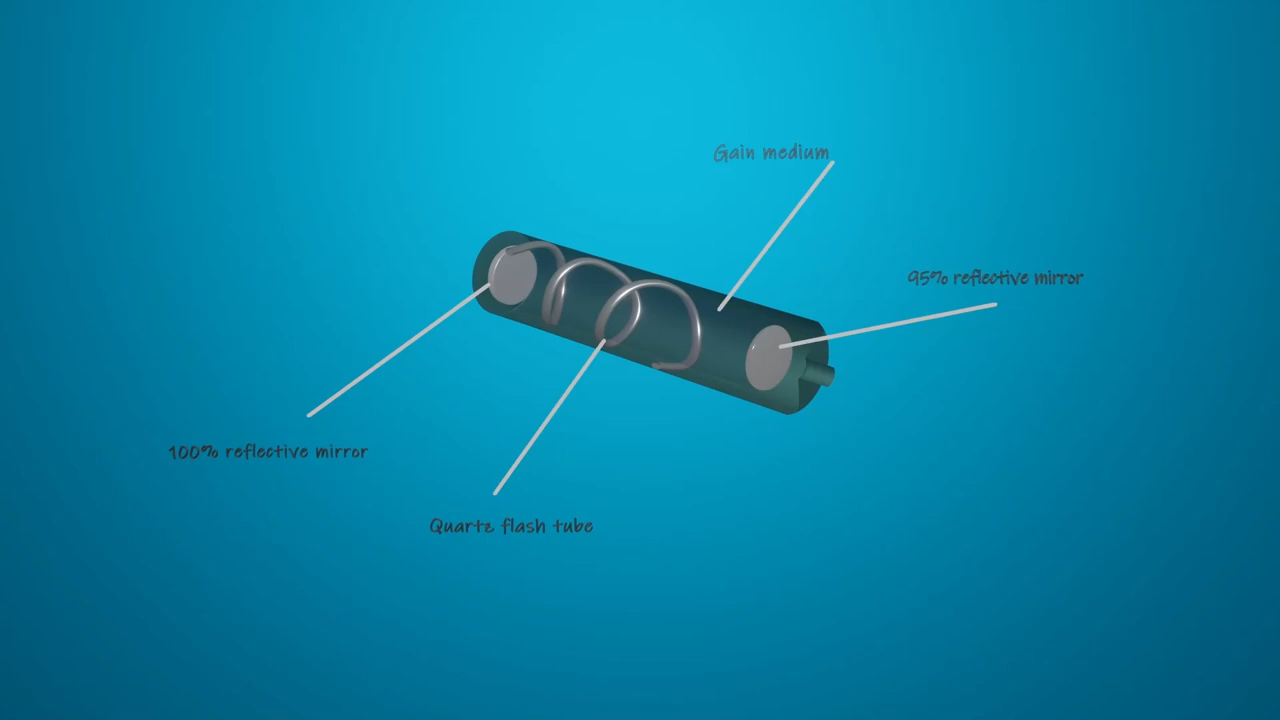 Gain medium
95% reflective mirror
100% reflective mirror
Quartz flash tube